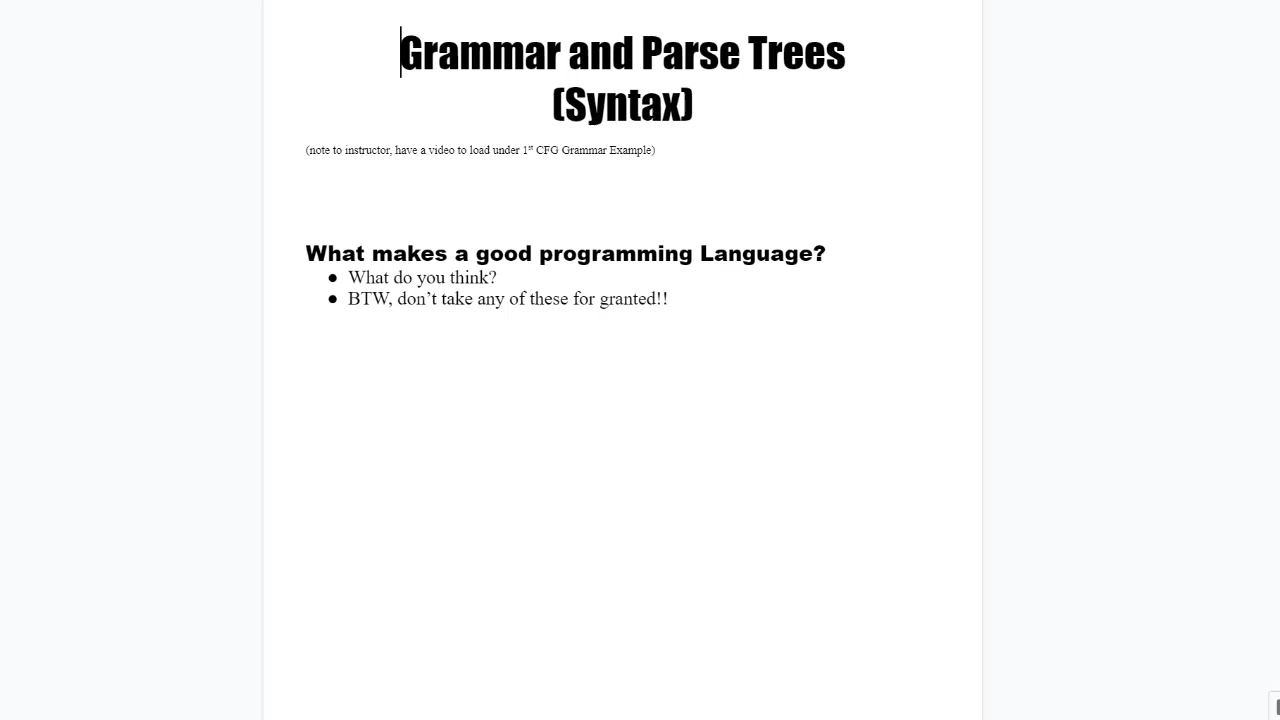 Grammar and Parse Trees
(Syntax)
(note to instructor, have a video to load under 1st CFG Grammar Example)
What makes a good programming Language?
● What do you think?
● BTW, don’t take any of these for granted!!